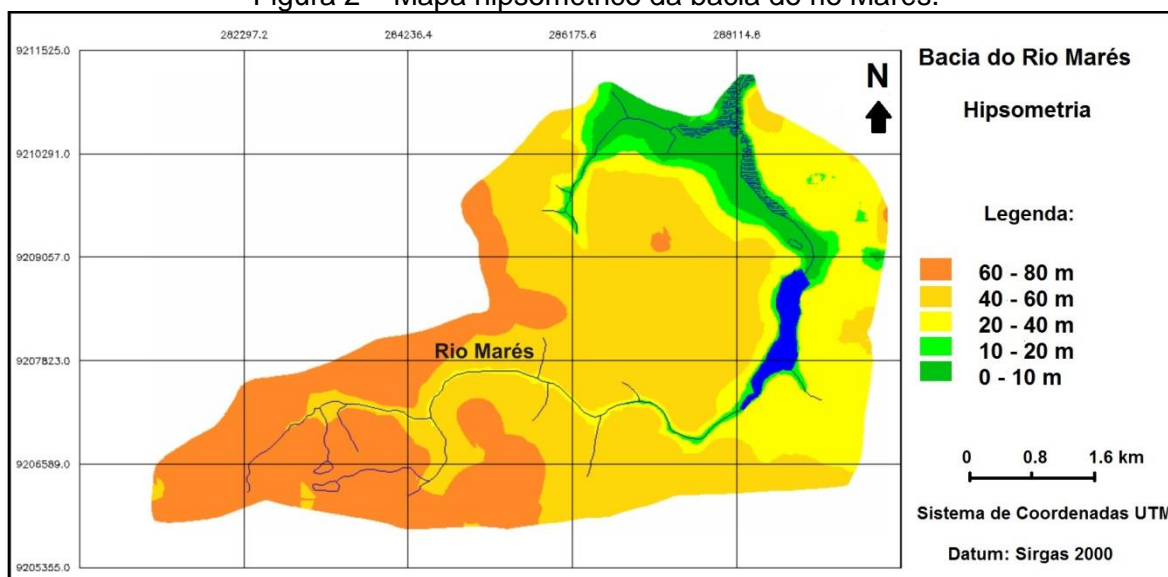 Figura 2 – Mapa hipsométrico da bacia do rio Marés.
282297.2 284236.4 286175.6 288114.8
9211525.0
9210291.0
9209057.0
9207823.0
9206589.0
9205355.0
N
Rio Marés
Bacia do Rio Marés
Hipsometria
Legenda:
60 - 80 m
40 - 60 m
20 - 40 m
10 - 20 m
0 - 10 m
0 0.8 1.6 km
Sistema de Coordenadas UTM
Datum: Sirgas 2000